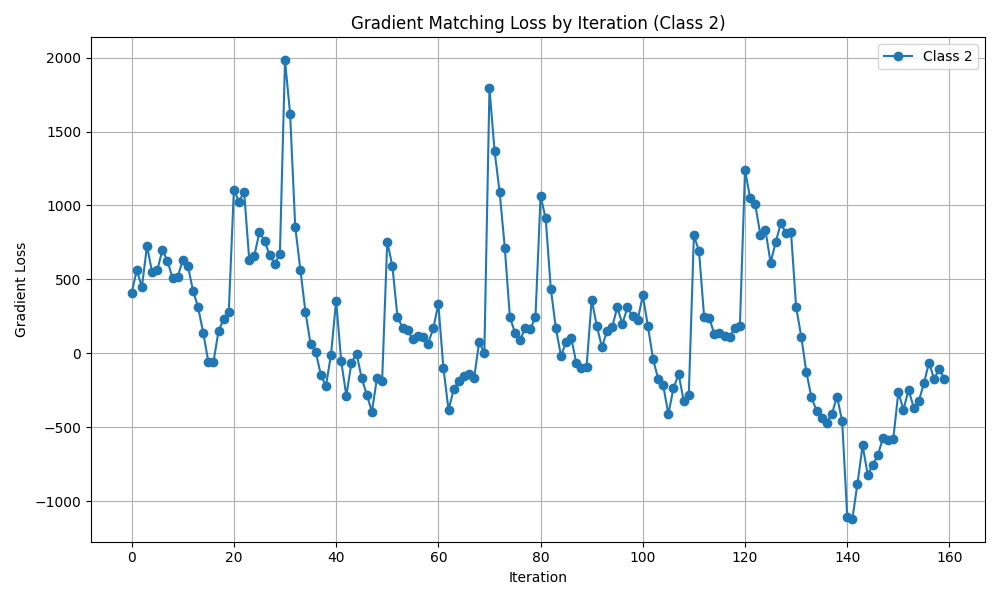 Gradient Matching Loss by Iteration (Class 2)
Class 2
2000
1500
1000
500
0
−500
−1000
Gradient Loss
0 20 40 60 80 100 120 140 160
Iteration